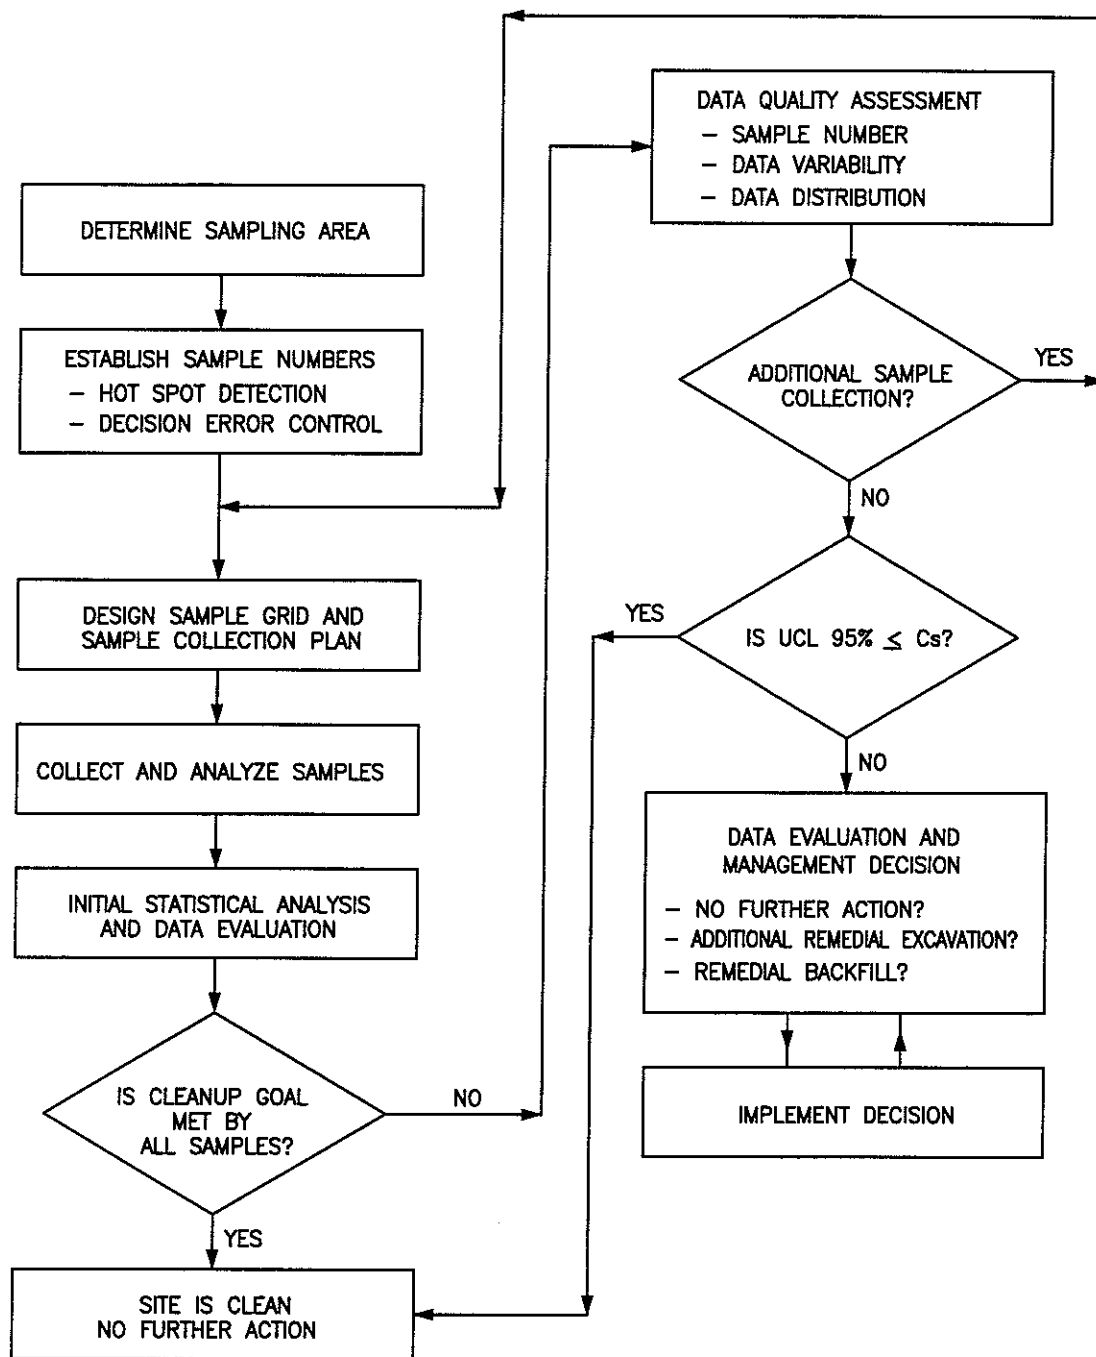 DETERMINE SAMPLING AREA
ESTABLISH SAMPLE NUMBERS
– HOT SPOT DETECTION
– DECISION ERROR CONTROL
DESIGN SAMPLE GRID AND
SAMPLE COLLECTION PLAN
COLLECT AND ANALYZE SAMPLES
INITIAL STATISTICAL ANALYSIS
AND DATA EVALUATION
IS CLEANUP GOAL
MET BY
ALL SAMPLES?
NO
YES
SITE IS CLEAN
NO FURTHER ACTION
DATA QUALITY ASSESSMENT
– SAMPLE NUMBER
– DATA VARIABILITY
– DATA DISTRIBUTION
ADDITIONAL SAMPLE
COLLECTION?
YES
NO
IS UCL 95% ≤ Cs?
YES
NO
DATA EVALUATION AND
MANAGEMENT DECISION
– NO FURTHER ACTION?
– ADDITIONAL REMEDIAL EXCAVATION?
– REMEDIAL BACKFILL?
IMPLEMENT DECISION